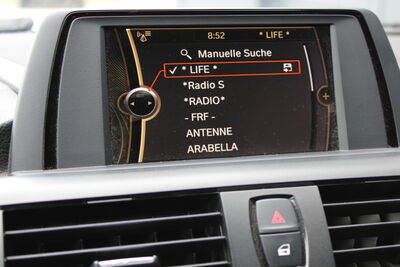 8:52 * LIFE *
Manuelle Suche
* LIFE *
*Radio S
*RADIO*
- FRF -
ANTENNE
ARABELLA